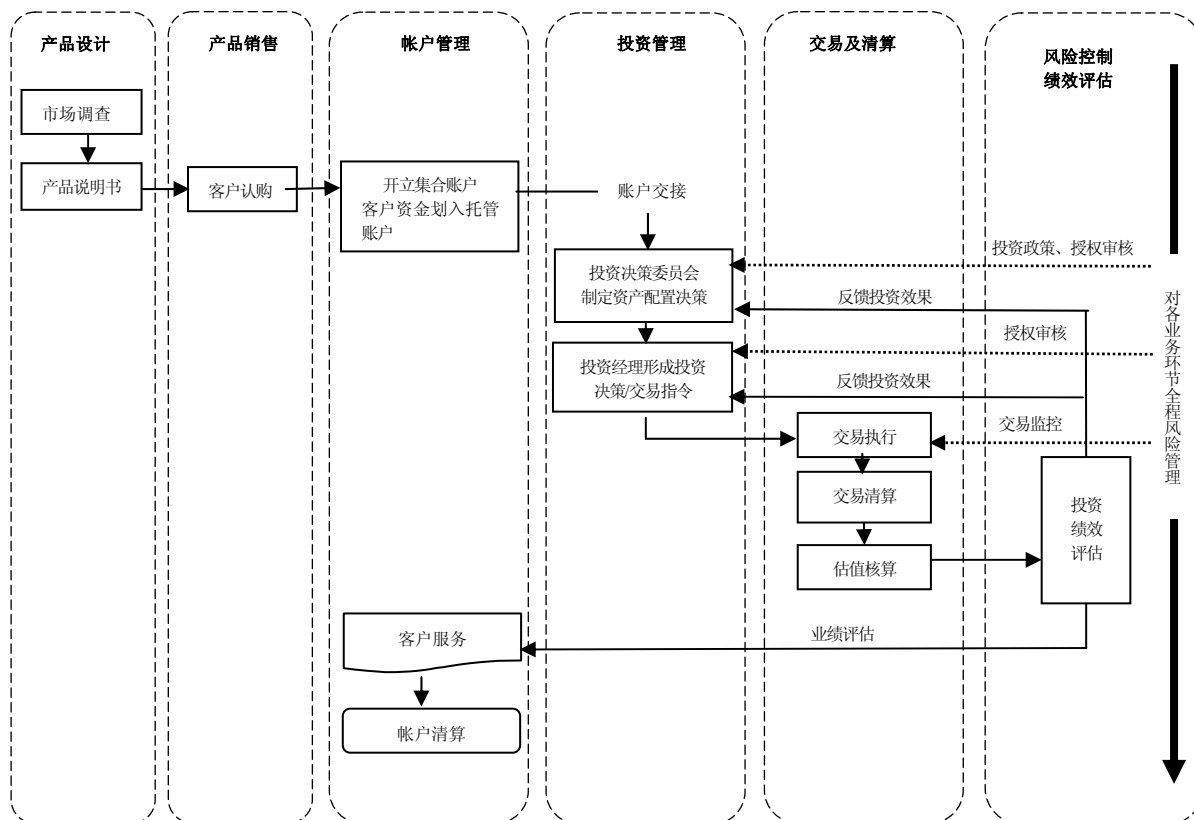 产品设计
产品销售
帐户管理
投资管理
交易及清算
风险控制
绩效评估
市场调查
产品说明书
客户认购
开立集合账户
客户资金划入托管
账户
账户交接
投资决策委员会
制定资产配置决策
投资政策、授权审核
反馈投资效果
授权审核
投资经理形成投资
决策/交易指令
反馈投资效果
交易执行
交易监控
交易清算
估值核算
投资
绩效
评估
对各业务环节全程风险管理
业绩评估
客户服务
帐户清算